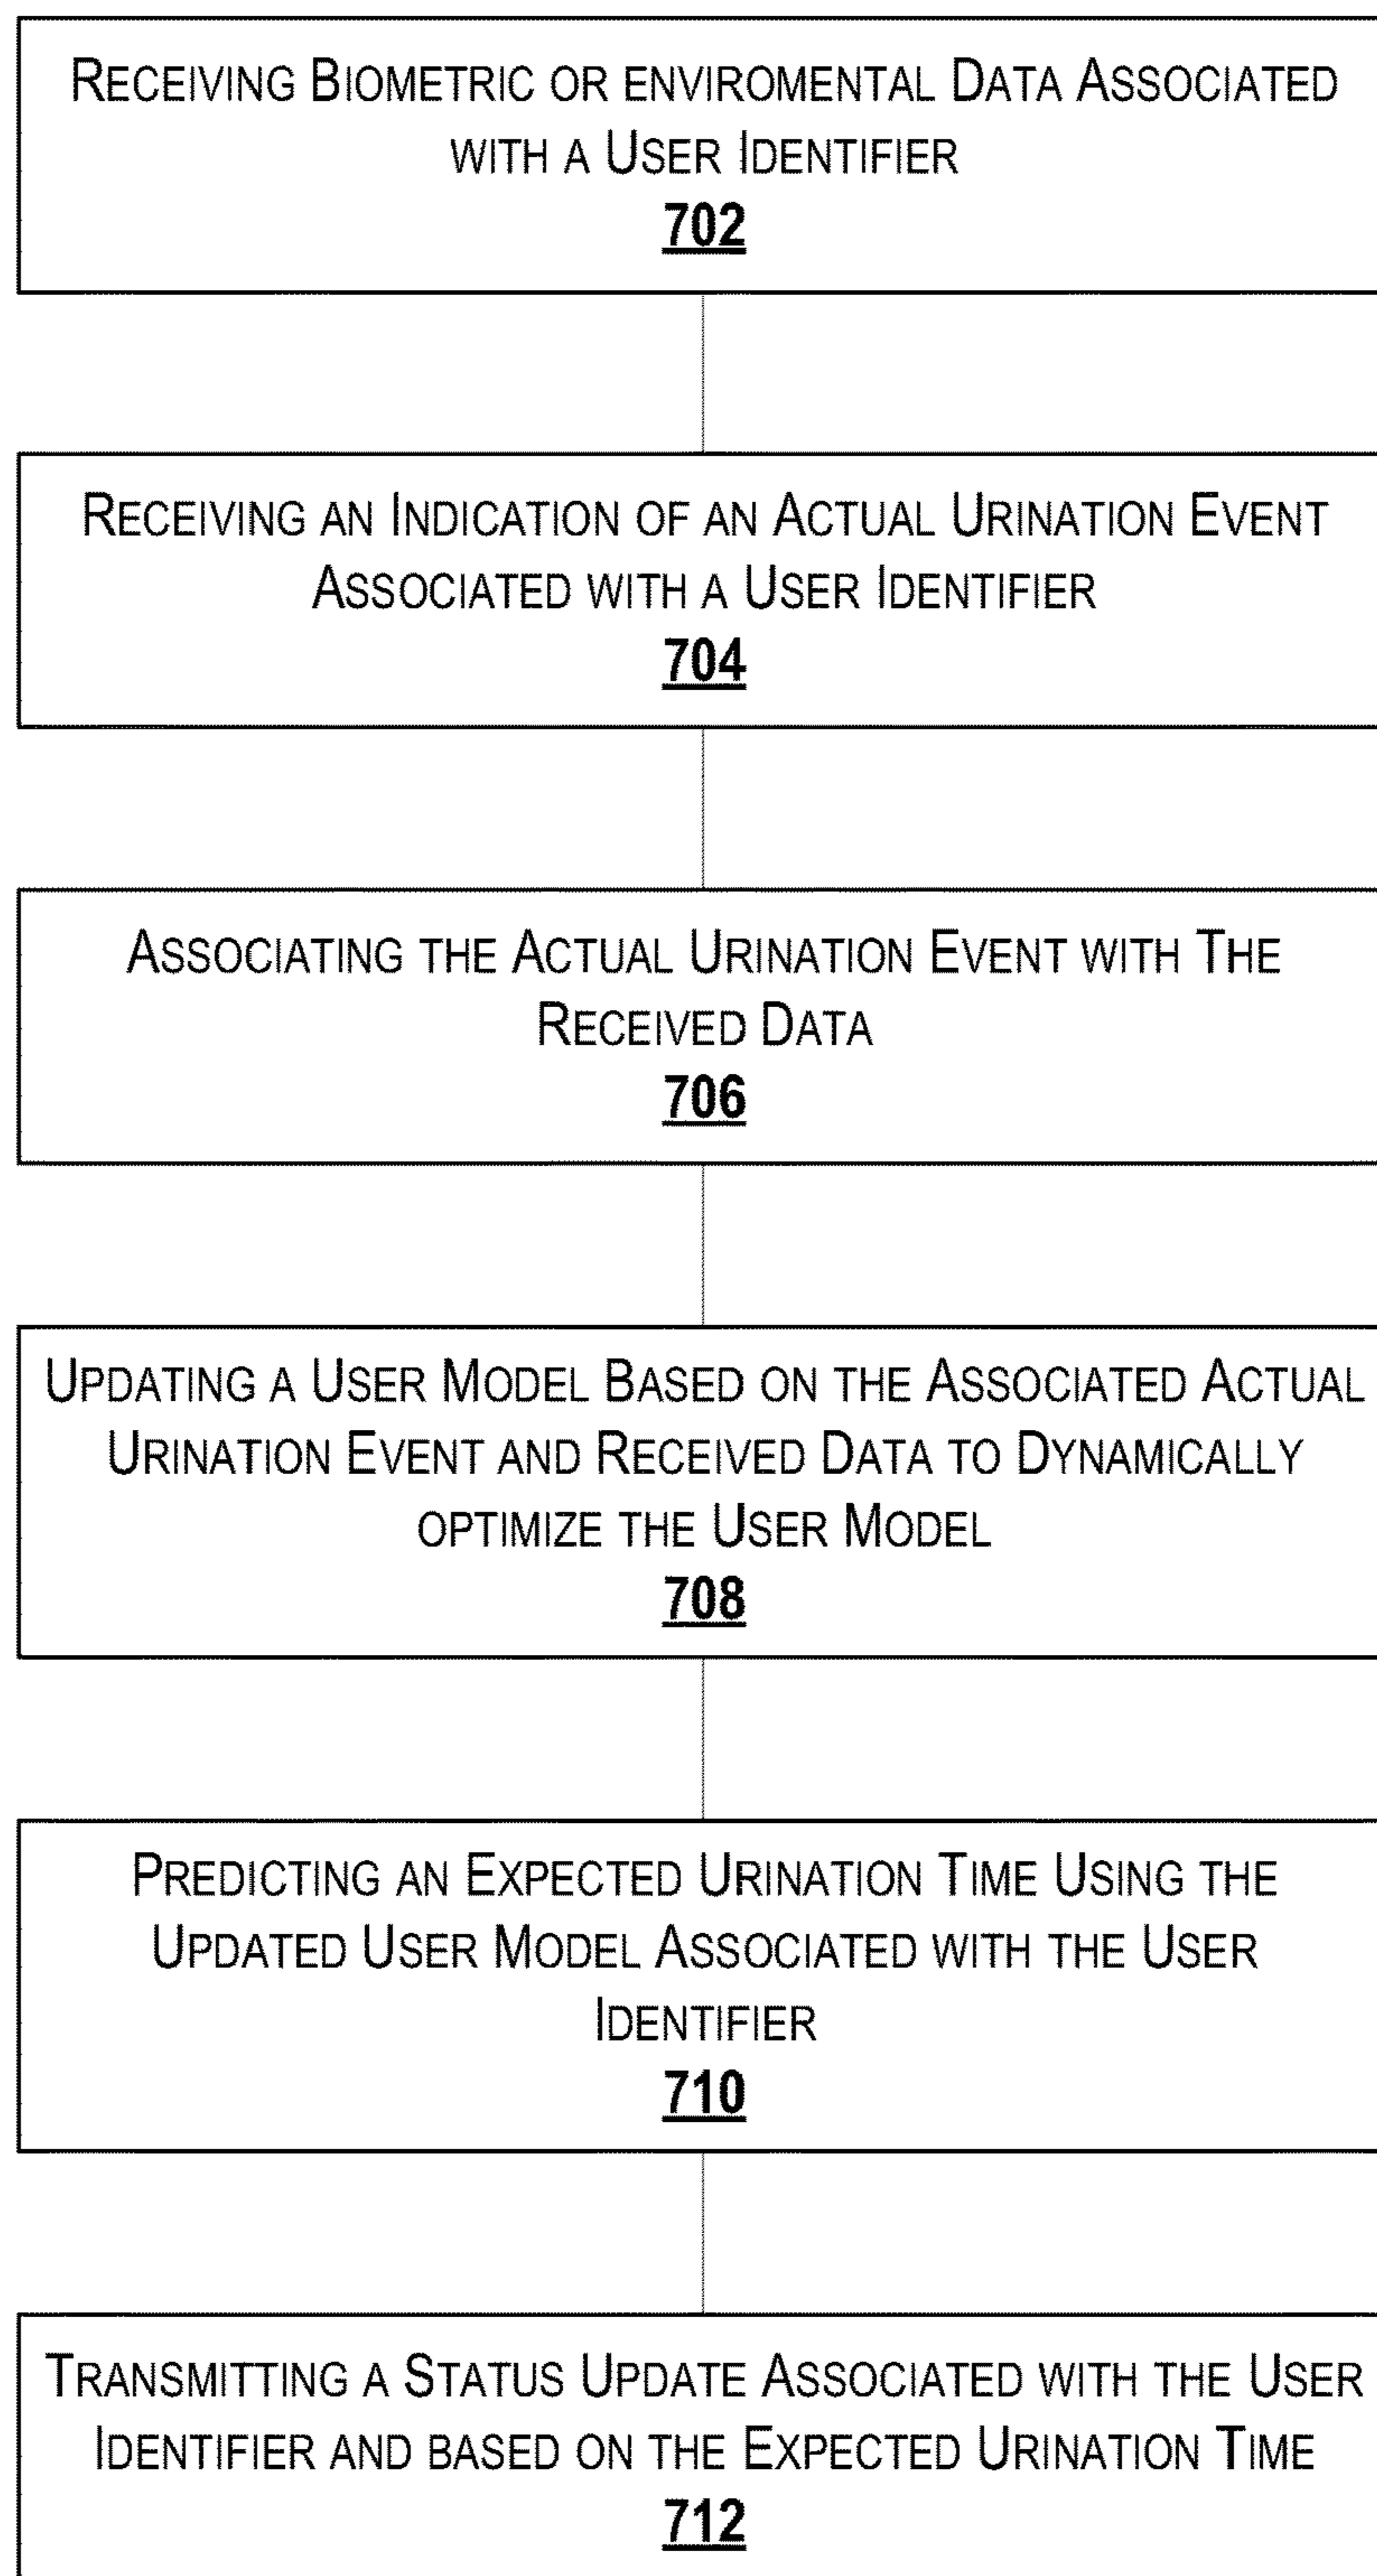 RECEIVING BIOMETRIC OR ENVIROMENTAL DATA ASSOCIATED
WITH A USER IDENTIFIER
702
RECEIVING AN INDICATION OF AN ACTUAL URINATION EVENT
ASSOCIATED WITH A USER IDENTIFIER
704
ASSOCIATING THE ACTUAL URINATION EVENT WITH THE
RECEIVED DATA
706
UPDATING A USER MODEL BASED ON THE ASSOCIATED ACTUAL
URINATION EVENT AND RECEIVED DATA TO DYNAMICALLY
OPTIMIZE THE USER MODEL
708
PREDICTING AN EXPECTED URINATION TIME USING THE
UPDATED USER MODEL ASSOCIATED WITH THE USER
IDENTIFIER
710
TRANSMITTING A STATUS UPDATE ASSOCIATED WITH THE USER
IDENTIFIER AND BASED ON THE EXPECTED URINATION TIME
712